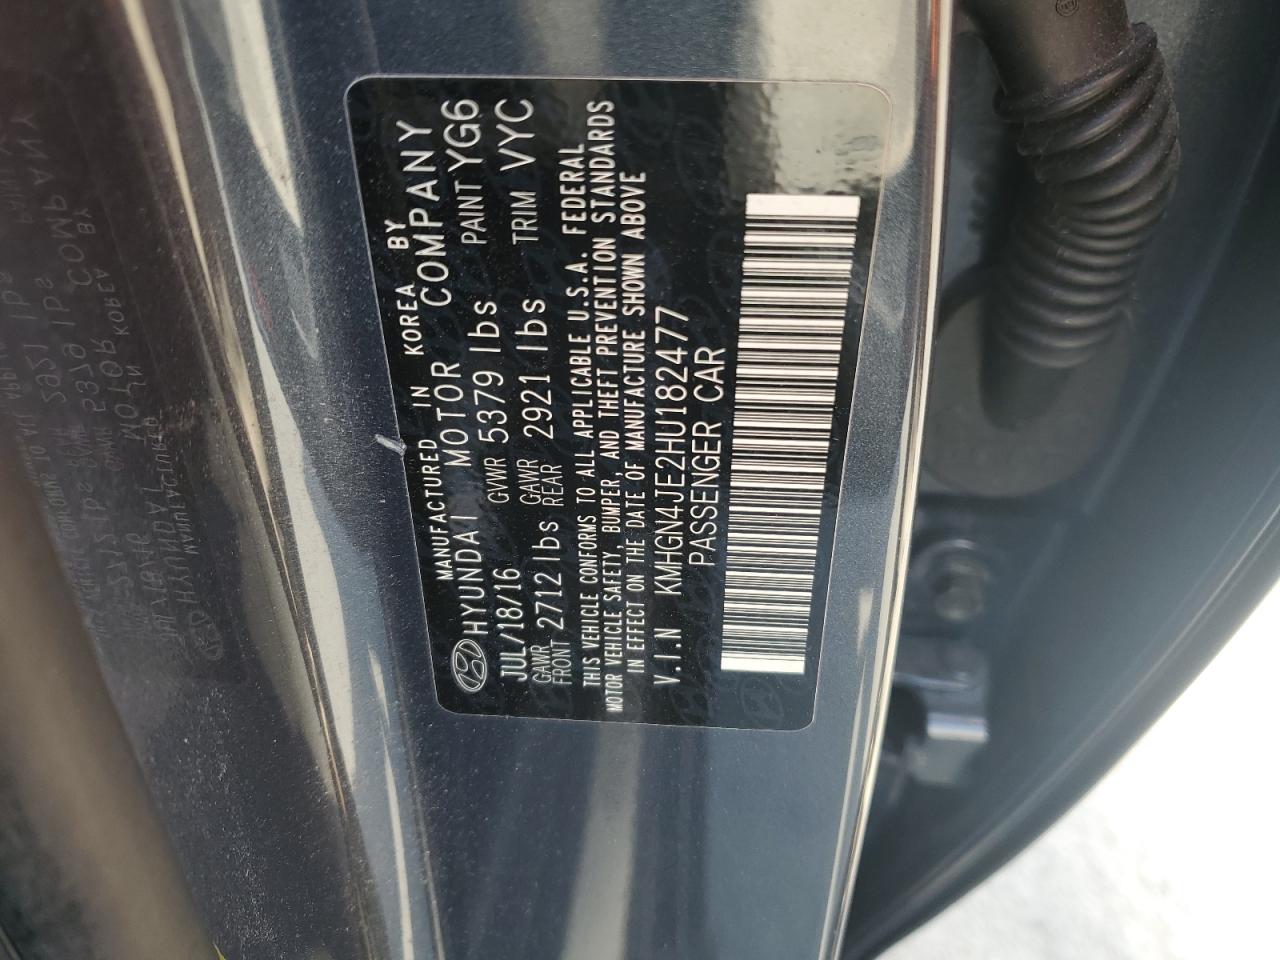 MANUFACTURED IN KOREA BY
HYUNDAI MOTOR COMPANY
JUL/18/16 GVWR 5379 lbs PAINT YG6
GAWR FRONT 2712 lbs GAWR REAR 2921 lbs TRIM VYC
THIS VEHICLE CONFORMS TO ALL APPLICABLE U.S.A. FEDERAL
MOTOR VEHICLE SAFETY, BUMPER, AND THEFT PREVENTION STANDARDS
IN EFFECT ON THE DATE OF MANUFACTURE SHOWN ABOVE
V.I.N KMHGN4JE2HU182477
PASSENGER CAR